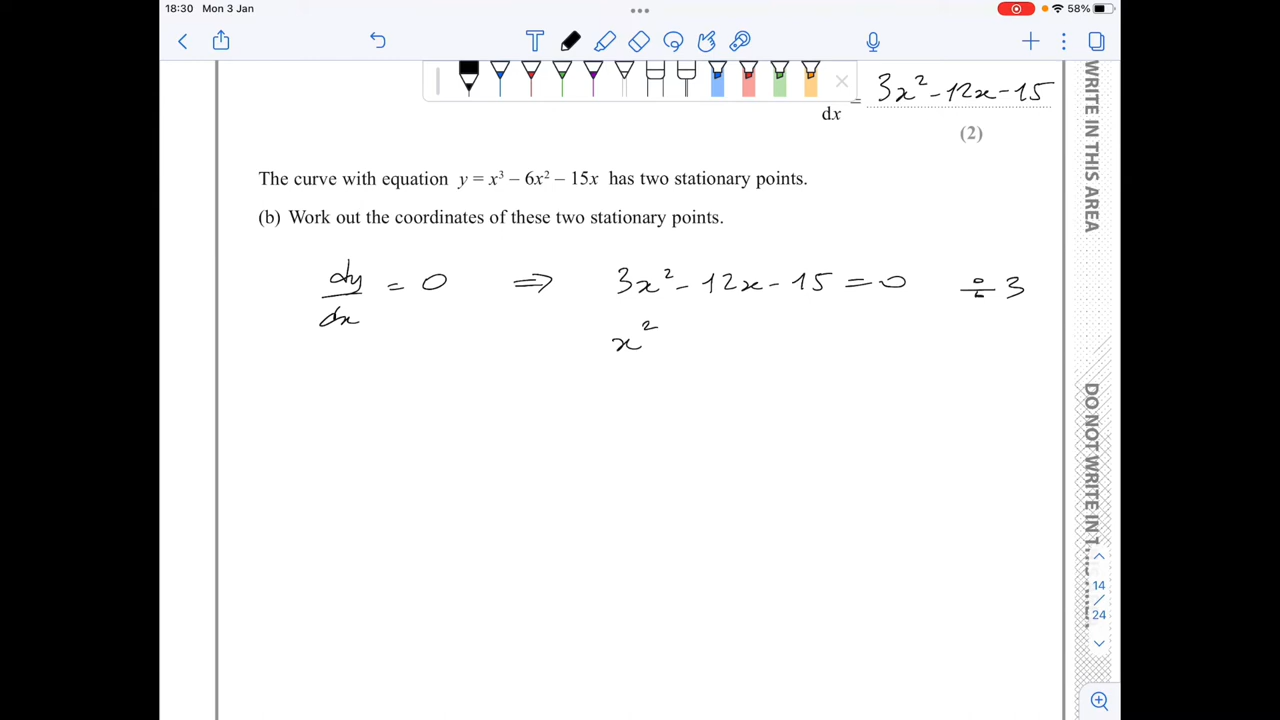 18:30 Mon 3 Jan
58%
3x² - 12x - 15
dx =
(2)
The curve with equation y = x³ – 6x² – 15x has two stationary points.
(b) Work out the coordinates of these two stationary points.
dy/dx = 0 ⇒ 3x² - 12x - 15 = 0 ÷ 3
x²
WRITE IN THIS AREA
DO NOT WRITE IN T
14
/
24